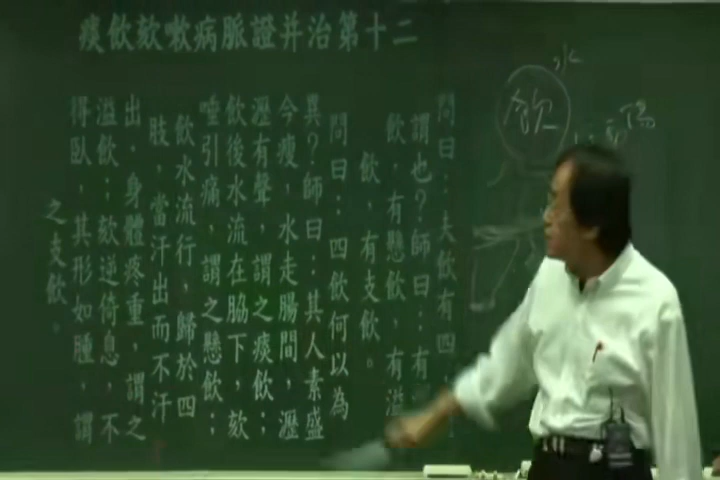 痰飲欬嗽病脈證并治第十二
問曰：夫飲有四
謂也？師曰：有
飲，有懸飲，有溢
飲，有支飲。
問曰：四飲何以為
異？師曰：其人素盛
今瘦，水走腸間，瀝
瀝有聲，謂之痰飲；
飲後水流在脇下，欬
唾引痛，謂之懸飲；
飲水流行，歸於四
肢，當汗出而不汗
出，身體疼重，謂之
溢飲；欬逆倚息，不
得臥，其形如腫，謂
之支飲。
水
飲
陽